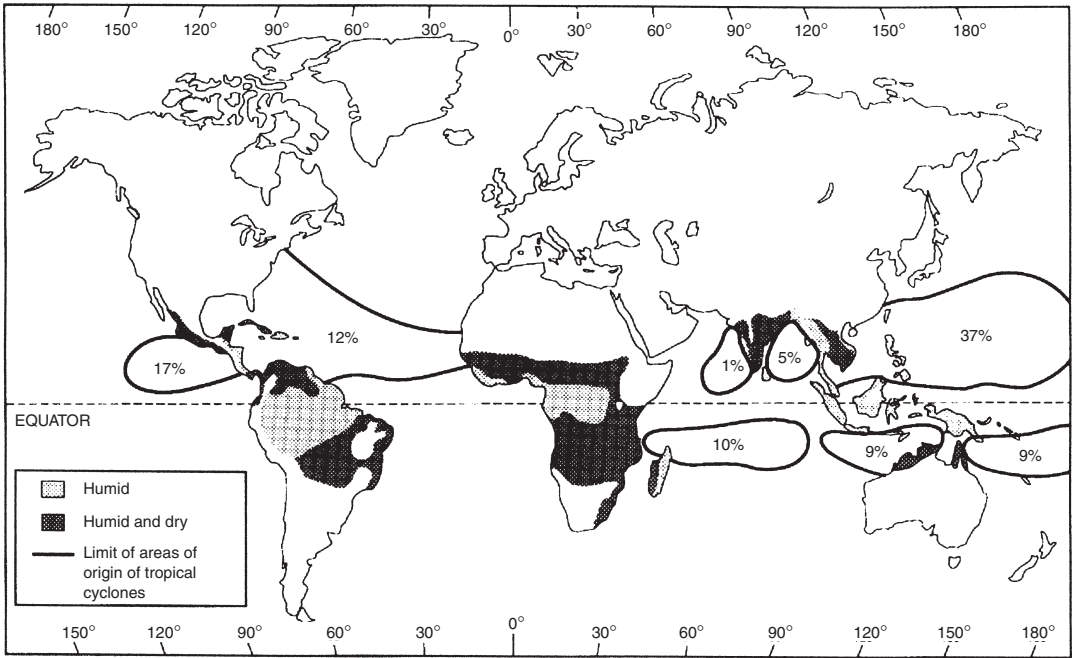 180° 150° 120° 90° 60° 30° 0° 30° 60° 90° 120° 150° 180°
12%
37%
17%
1%
5%
EQUATOR
10%
9%
9%
Humid
Humid and dry
Limit of areas of
origin of tropical
cyclones
150° 120° 90° 60° 30° 0° 30° 60° 90° 120° 150° 180°